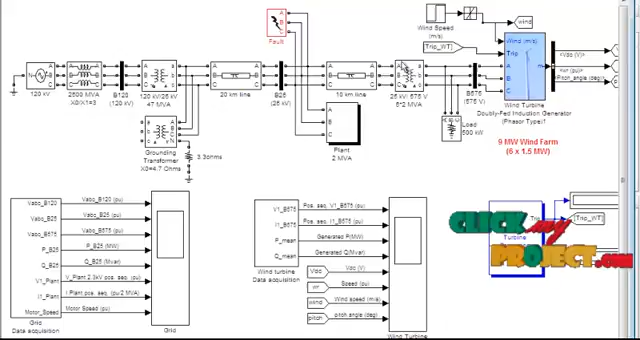 Wind Speed
(m/s)
wind
[Trip_WT]
Fault
Wind (m/s)
Trip
<Vdc (V)>
<wr (pu)>
<Pitch_angle (deg)>
A
B
C
m
N
120 kV
2500 MVA
X0/X1=3
B120
(120 kV)
120 kV/25 kV
47 MVA
20 km line
B25
(25 kV)
10 km line
25 kV/ 575 V
6*2 MVA
B575
(575 V)
Load
500 kW
Wind Turbine
Doubly-Fed Induction Generator
(Phasor Type)1
9 MW Wind Farm
(6 x 1.5 MW)
Grounding
Transformer
X0=4.7 Ohms
3.3ohms
Plant
2 MVA
Vabc_B120
Vabc_B120 (pu)
Vabc_B25
Vabc_B25 (pu)
Vabc_B575
Vabc_B575 (pu)
P_B25
P_B25 (MW)
Q_B25
Q_B25 (Mvar)
V1_Plant
V_Plant 2.3kV pos. seq. (pu)
I1_Plant
I Plant pos. seq. (pu/2 MVA)
Motor_Speed
Motor Speed (pu)
Grid
Data acquisition
Grid
V1_B575
Pos. seq. V1_B575 (pu)
I1_B575
Pos. seq. I1_B575 (pu)
P_mean
Generated P(MW)
Q_mean
Generated Q(Mvar)
Wind turbine
Data acquisition
Vdc
Vdc (V)
wr
Speed (pu)
wind
Wind speed (m/s)
pitch
pitch angle (deg)
Wind Turbine
Trip
[Trip_WT]
Turbine
CLICK
my
PROJECT.com